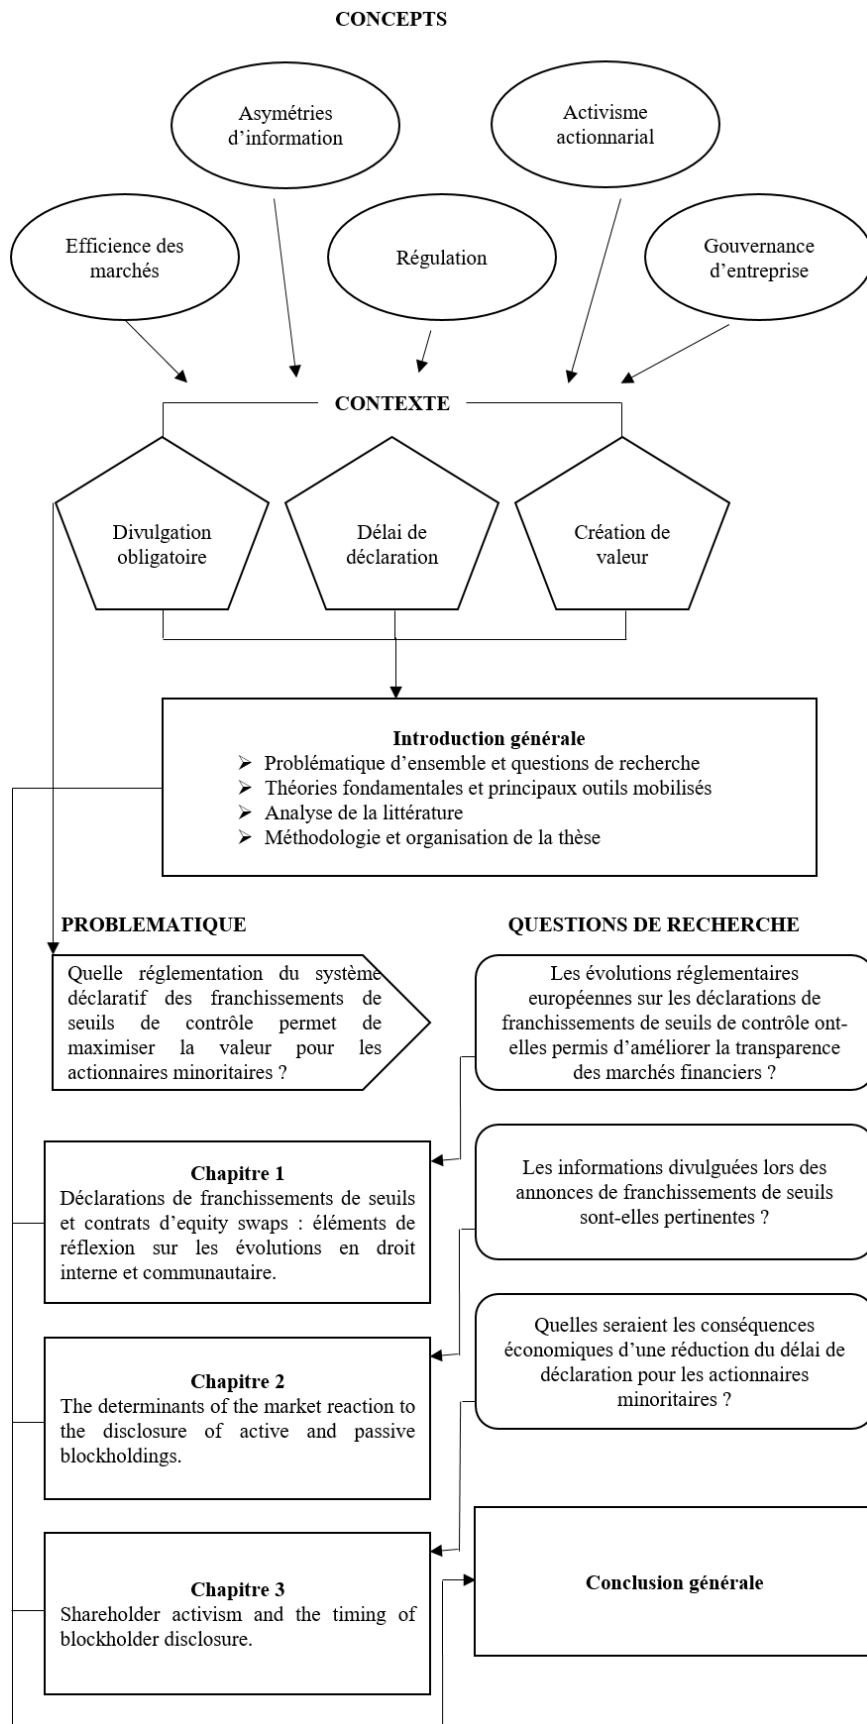 CONCEPTS
Asymétries
d’information
Activisme
actionnarial
Efficience des
marchés
Régulation
Gouvernance
d’entreprise
CONTEXTE
Divulgation
obligatoire
Délai de
déclaration
Création de
valeur
Introduction générale
➢ Problématique d’ensemble et questions de recherche
➢ Théories fondamentales et principaux outils mobilisés
➢ Analyse de la littérature
➢ Méthodologie et organisation de la thèse
PROBLEMATIQUE
Quelle réglementation du système
déclaratif des franchissements de
seuils de contrôle permet de
maximiser la valeur pour les
actionnaires minoritaires ?
QUESTIONS DE RECHERCHE
Les évolutions réglementaires
européennes sur les déclarations de
franchissements de seuils de contrôle ont-
elles permis d’améliorer la transparence
des marchés financiers ?
Chapitre 1
Déclarations de franchissements de seuils
et contrats d’equity swaps : éléments de
réflexion sur les évolutions en droit
interne et communautaire.
Les informations divulguées lors des
annonces de franchissements de seuils
sont-elles pertinentes ?
Quelles seraient les conséquences
économiques d’une réduction du délai de
déclaration pour les actionnaires
minoritaires ?
Chapitre 2
The determinants of the market reaction to
the disclosure of active and passive
blockholdings.
Chapitre 3
Shareholder activism and the timing of
blockholder disclosure.
Conclusion générale